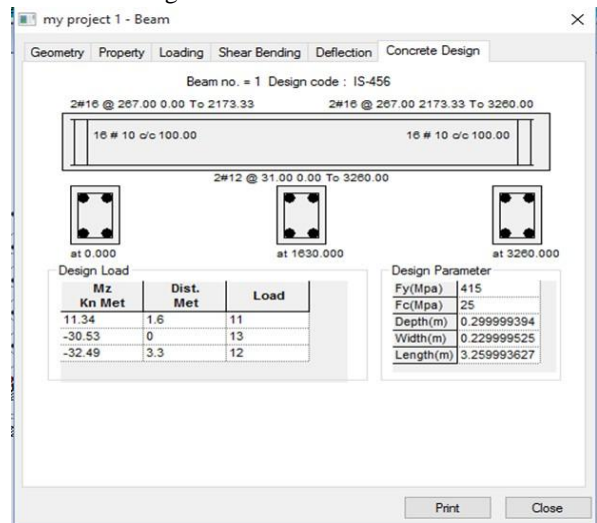 my project 1 - Beam
Geometry Property Loading Shear Bending Deflection Concrete Design
Beam no. = 1 Design code : IS-456
2#16 @ 267.00 0.00 To 2173.33 2#16 @ 267.00 2173.33 To 3260.00
16 # 10 c/c 100.00 16 # 10 c/c 100.00
2#12 @ 31.00 0.00 To 3260.00
at 0.000 at 1630.000 at 3260.000
Design Load
Mz Kn Met Dist. Met Load
11.34 1.6 11
-30.53 0 13
-32.49 3.3 12
Design Parameter
Fy(Mpa) 415
Fc(Mpa) 25
Depth(m) 0.299999394
Width(m) 0.229999525
Length(m) 3.259993627
Print Close